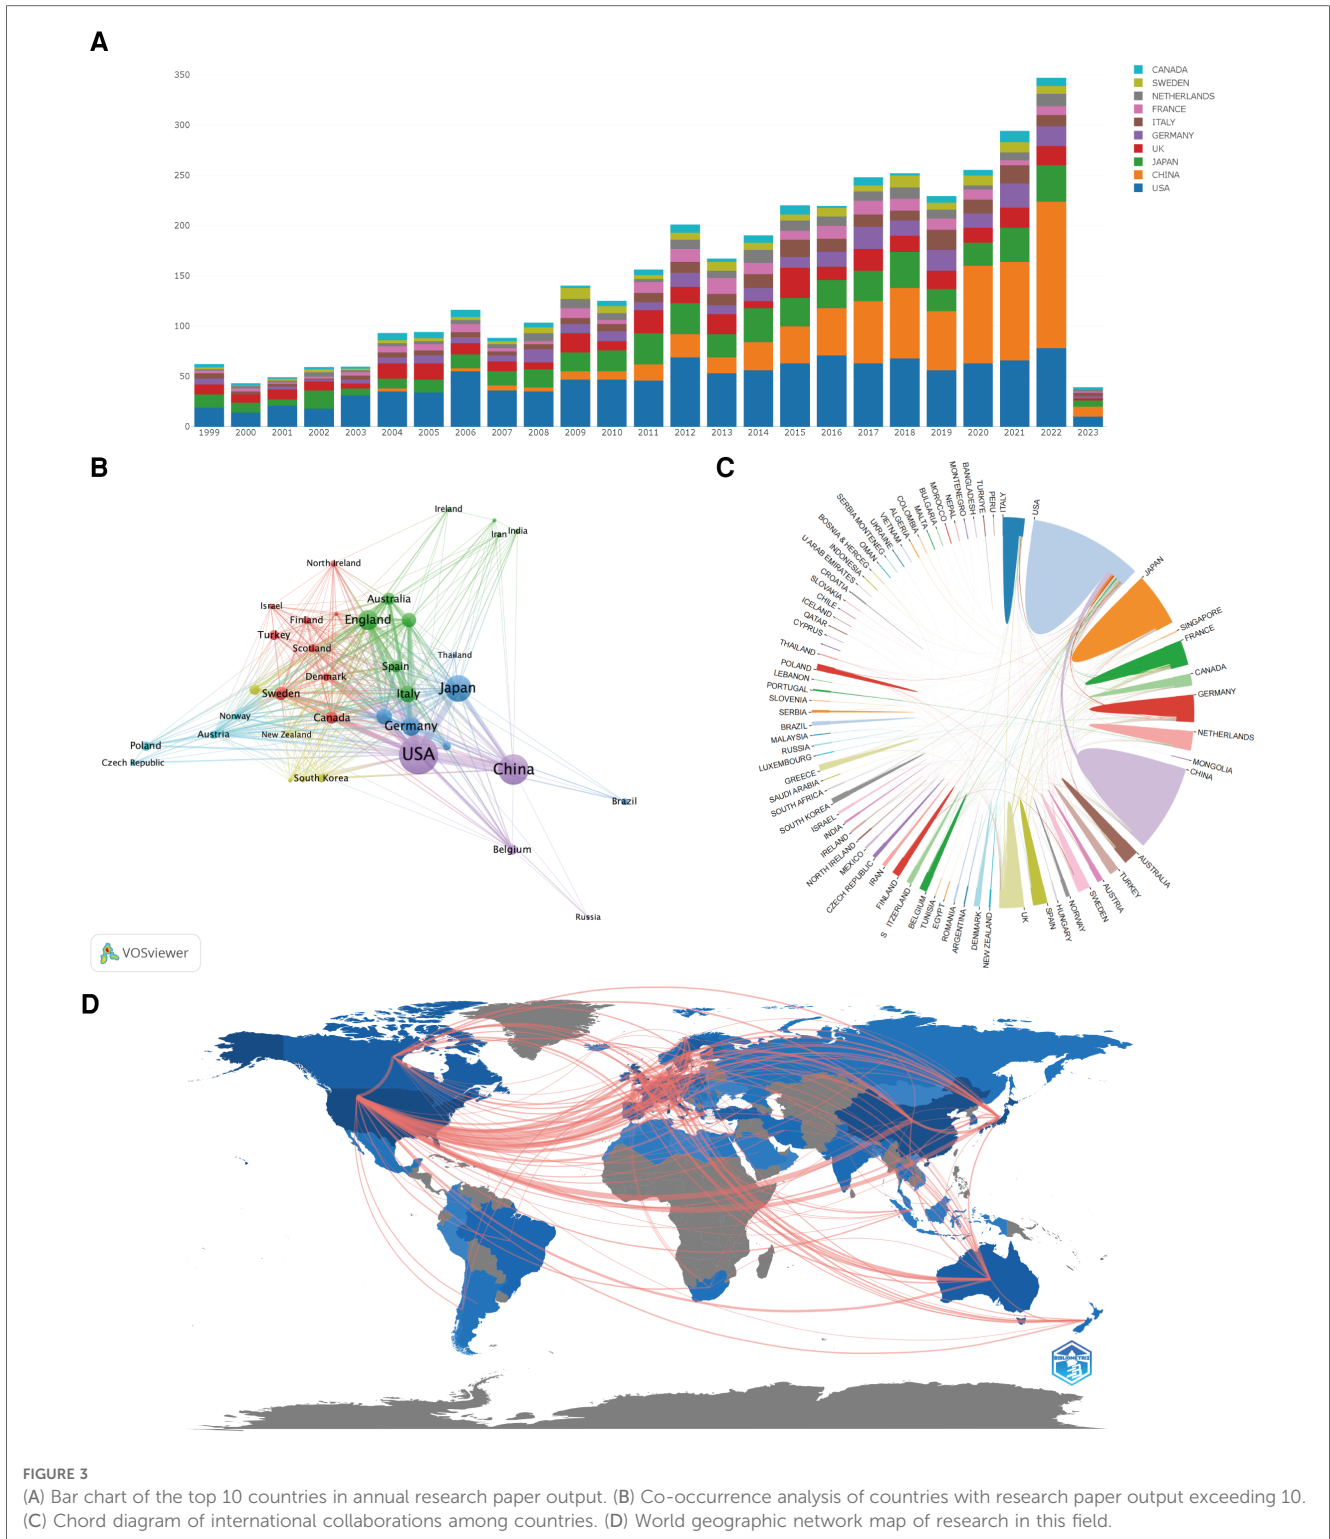 A
350
300
250
200
150
100
50
0
1999 2000 2001 2002 2003 2004 2005 2006 2007 2008 2009 2010 2011 2012 2013 2014 2015 2016 2017 2018 2019 2020 2021 2022 2023
CANADA
SWEDEN
NETHERLANDS
FRANCE
ITALY
GERMANY
UK
JAPAN
CHINA
USA
B
Ireland
Iran
India
North Ireland
Israel
Australia
Finland
England
Turkey
Scotland
Thailand
Spain
Denmark
Japan
Sweden
Italy
Norway
Canada
Germany
Austria
New Zealand
Poland
USA
Czech Republic
China
South Korea
Brazil
Belgium
Russia
VOSviewer
C
ITALY
USA
JAPAN
SINGAPORE
FRANCE
CANADA
GERMANY
NETHERLANDS
MONGOLIA
CHINA
AUSTRALIA
TURKEY
AUSTRIA
SWEDEN
NORWAY
HUNGARY
SPAIN
UK
NEW ZEALAND
DENMARK
ARGENTINA
ROMANIA
EGYPT
TUNISIA
BELGIUM
S ITZERLAND
FINLAND
IRAN
CZECH REPUBLIC
MEXICO
NORTH IRELAND
IRELAND
INDIA
ISRAEL
SOUTH KOREA
SOUTH AFRICA
SAUDI ARABIA
GREECE
LUXEMBOURG
RUSSIA
MALAYSIA
BRAZIL
SERBIA
SLOVENIA
PORTUGAL
LEBANON
POLAND
THAILAND
CYPRUS
QATAR
ICELAND
CHILE
SLOVAKIA
CROATIA
U ARAB EMIRATES
INDONESIA
BOSNIA & HERCEG
OMAN
SERBIA MONTENEG
UKRAINE
VIETNAM
ALGERIA
COLOMBIA
MALTA
BULGARIA
MOROCCO
NEPAL
MONTENEGRO
BANGLADESH
TURKIYE
PERU
D
BIBLIOMETRIX
FIGURE 3
(A) Bar chart of the top 10 countries in annual research paper output. (B) Co-occurrence analysis of countries with research paper output exceeding 10.
(C) Chord diagram of international collaborations among countries. (D) World geographic network map of research in this field.